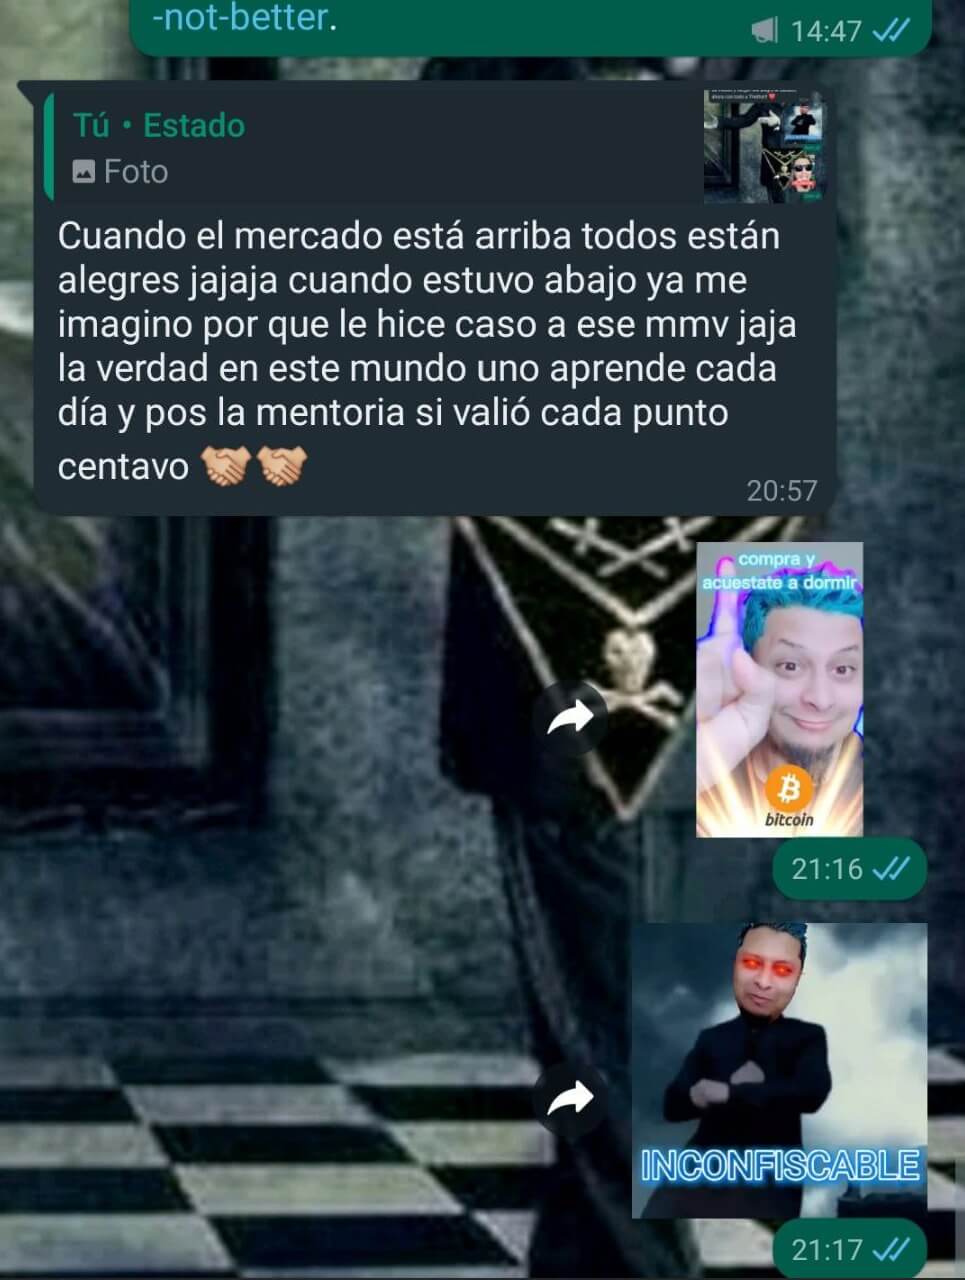 -not-better.
14:47
Tú • Estado
Foto
Cuando el mercado está arriba todos están
alegres jajaja cuando estuvo abajo ya me
imagino por que le hice caso a ese mmv jaja
la verdad en este mundo uno aprende cada
día y pos la mentoria si valió cada punto
centavo 🤝🤝
20:57
compra y
acuestate a dormir
bitcoin
21:16
INCONFISCABLE
21:17